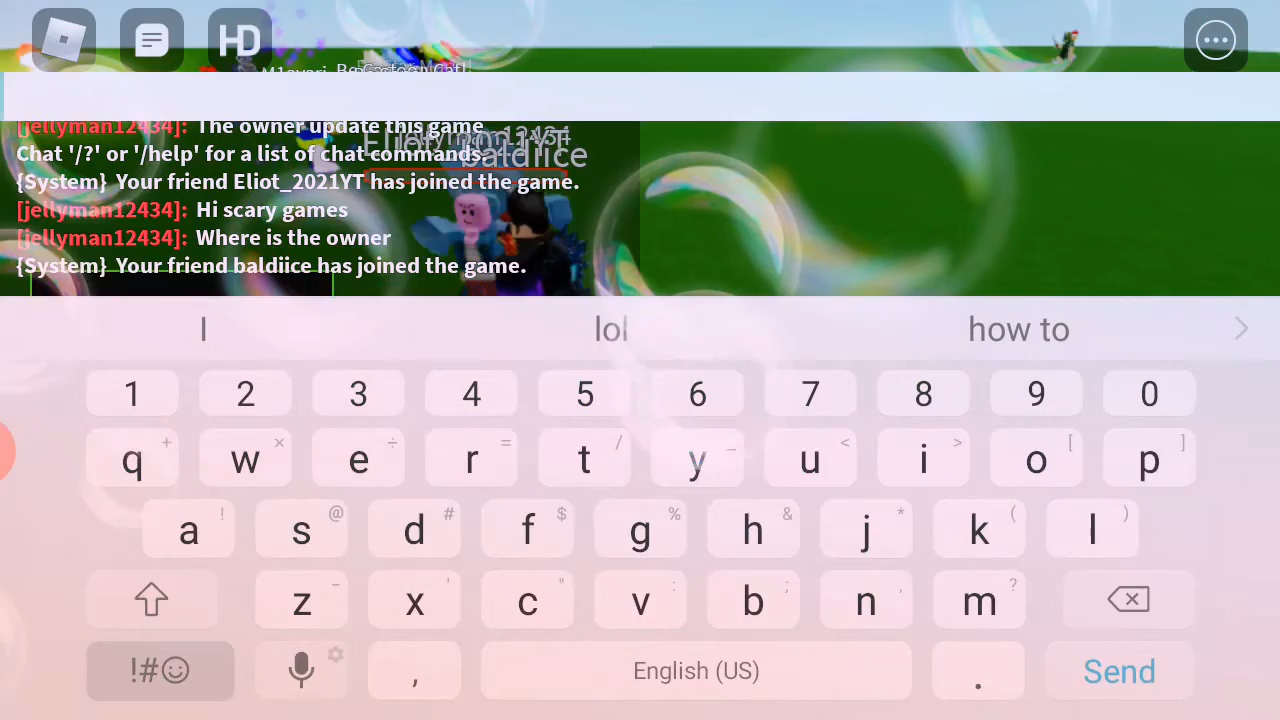 HD
[jellyman12434]: The owner update this game
Chat '/?' or '/help' for a list of chat commands.
{System} Your friend Eliot_2021YT has joined the game.
[jellyman12434]: Hi scary games
[jellyman12434]: Where is the owner
{System} Your friend baldiice has joined the game.
baldiice
I lol how to
1 2 3 4 5 6 7 8 9 0
q + w × e ÷ r = t / y _ u < i > o [ p ]
a ! s @ d # f $ g % h & j * k ( l )
z - x ' c " v : b ; n , m ?
!#☺ , English (US) . Send